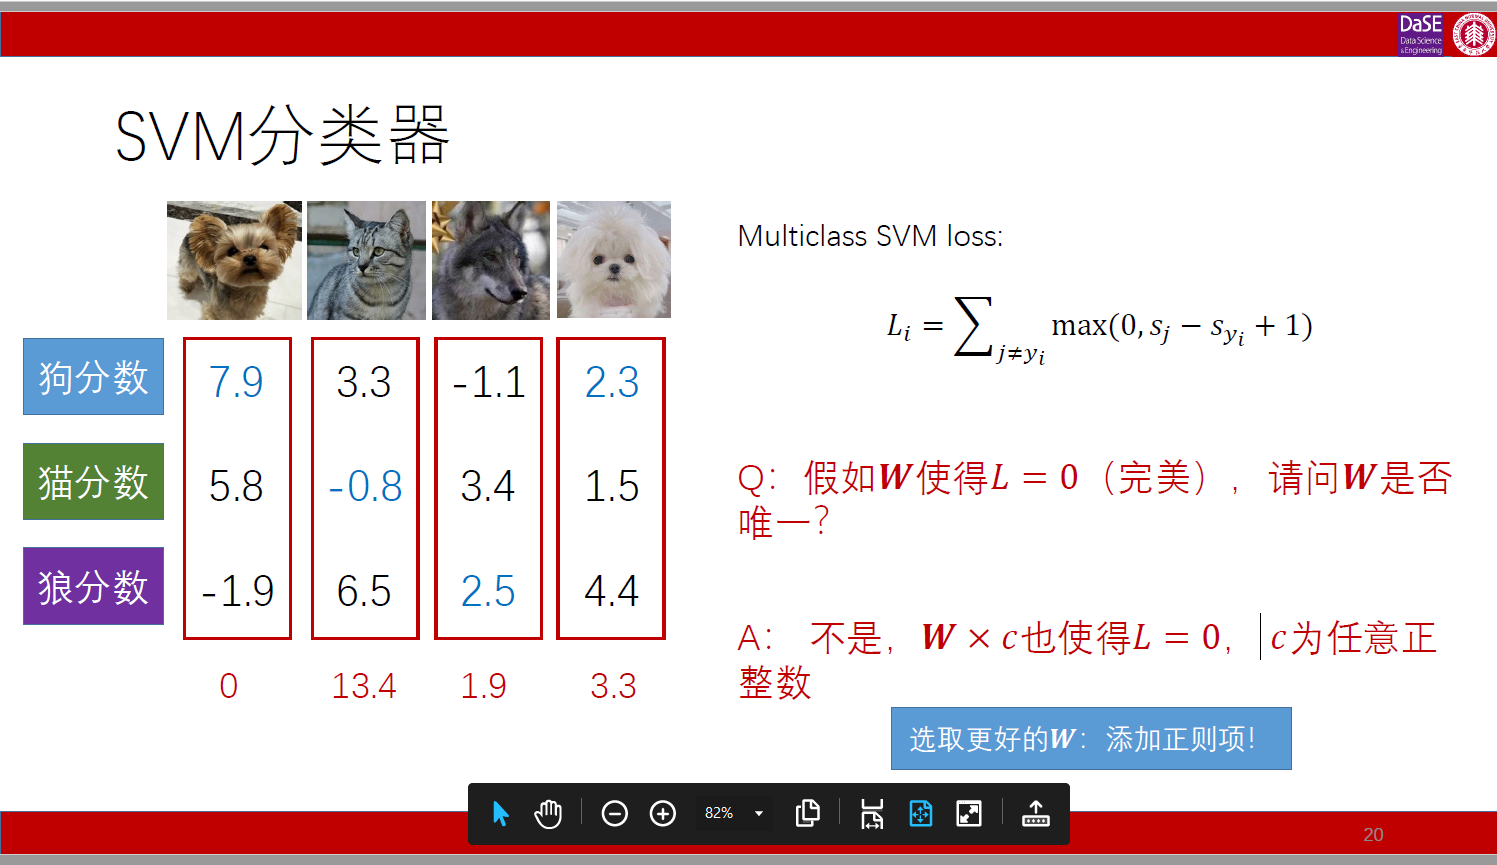 DaSE
Data Science
& Engineering
SVM分类器
Multiclass SVM loss:
L_i = ∑_{j≠y_i} max(0, s_j − s_{y_i} + 1)
狗分数 7.9 3.3 -1.1 2.3
猫分数 5.8 -0.8 3.4 1.5
狼分数 -1.9 6.5 2.5 4.4
0 13.4 1.9 3.3
Q：假如W使得L = 0（完美），请问W是否
唯一？
A： 不是，W × c也使得L = 0， c为任意正
整数
选取更好的W：添加正则项！
82%
20